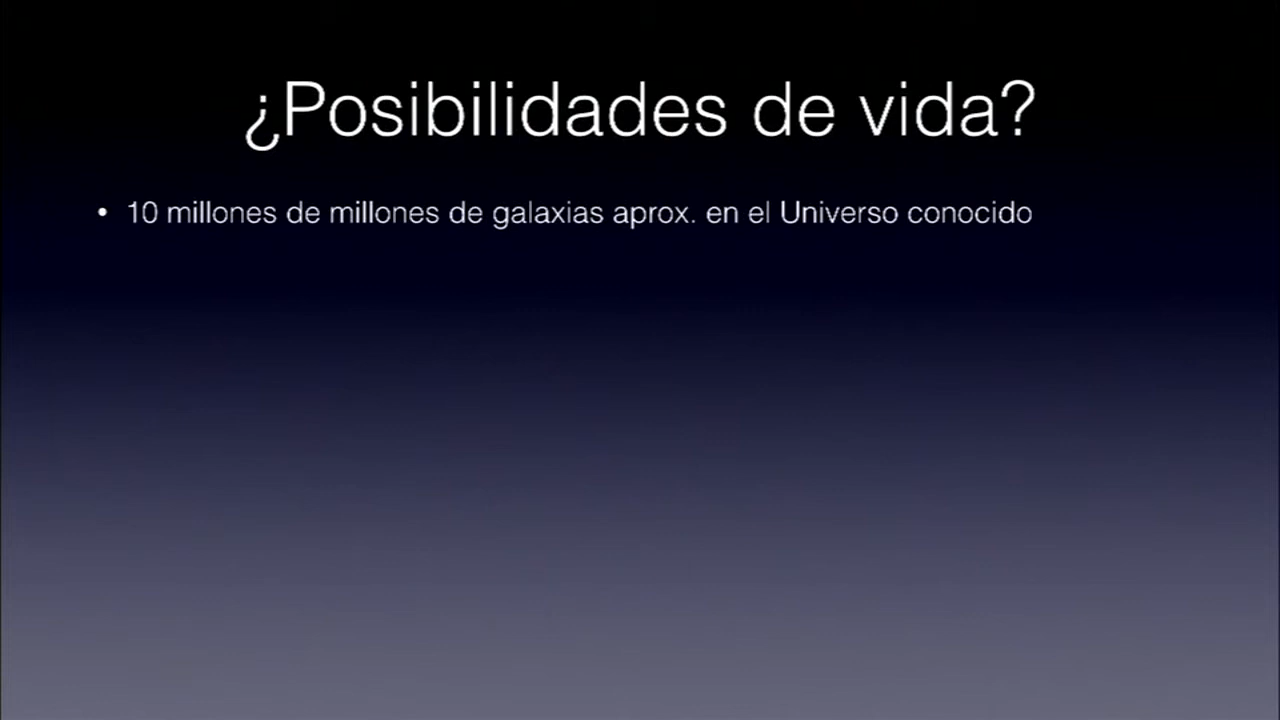 ¿Posibilidades de vida?
• 10 millones de millones de galaxias aprox. en el Universo conocido